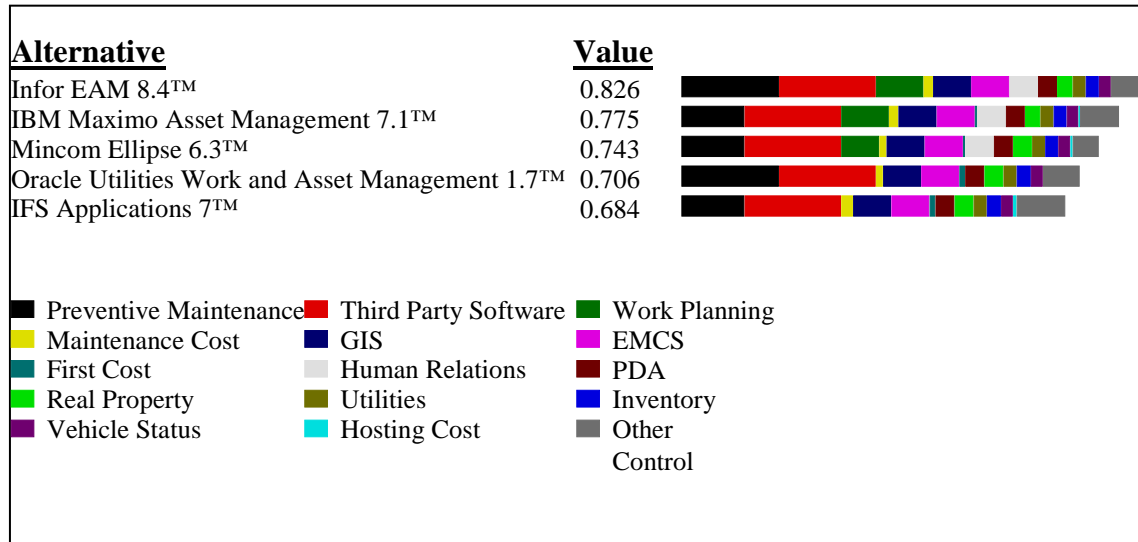 Alternative Value
Infor EAM 8.4™ 0.826
IBM Maximo Asset Management 7.1™ 0.775
Mincom Ellipse 6.3™ 0.743
Oracle Utilities Work and Asset Management 1.7™ 0.706
IFS Applications 7™ 0.684
Preventive Maintenance Third Party Software Work Planning
Maintenance Cost GIS EMCS
First Cost Human Relations PDA
Real Property Utilities Inventory
Vehicle Status Hosting Cost Other
Control